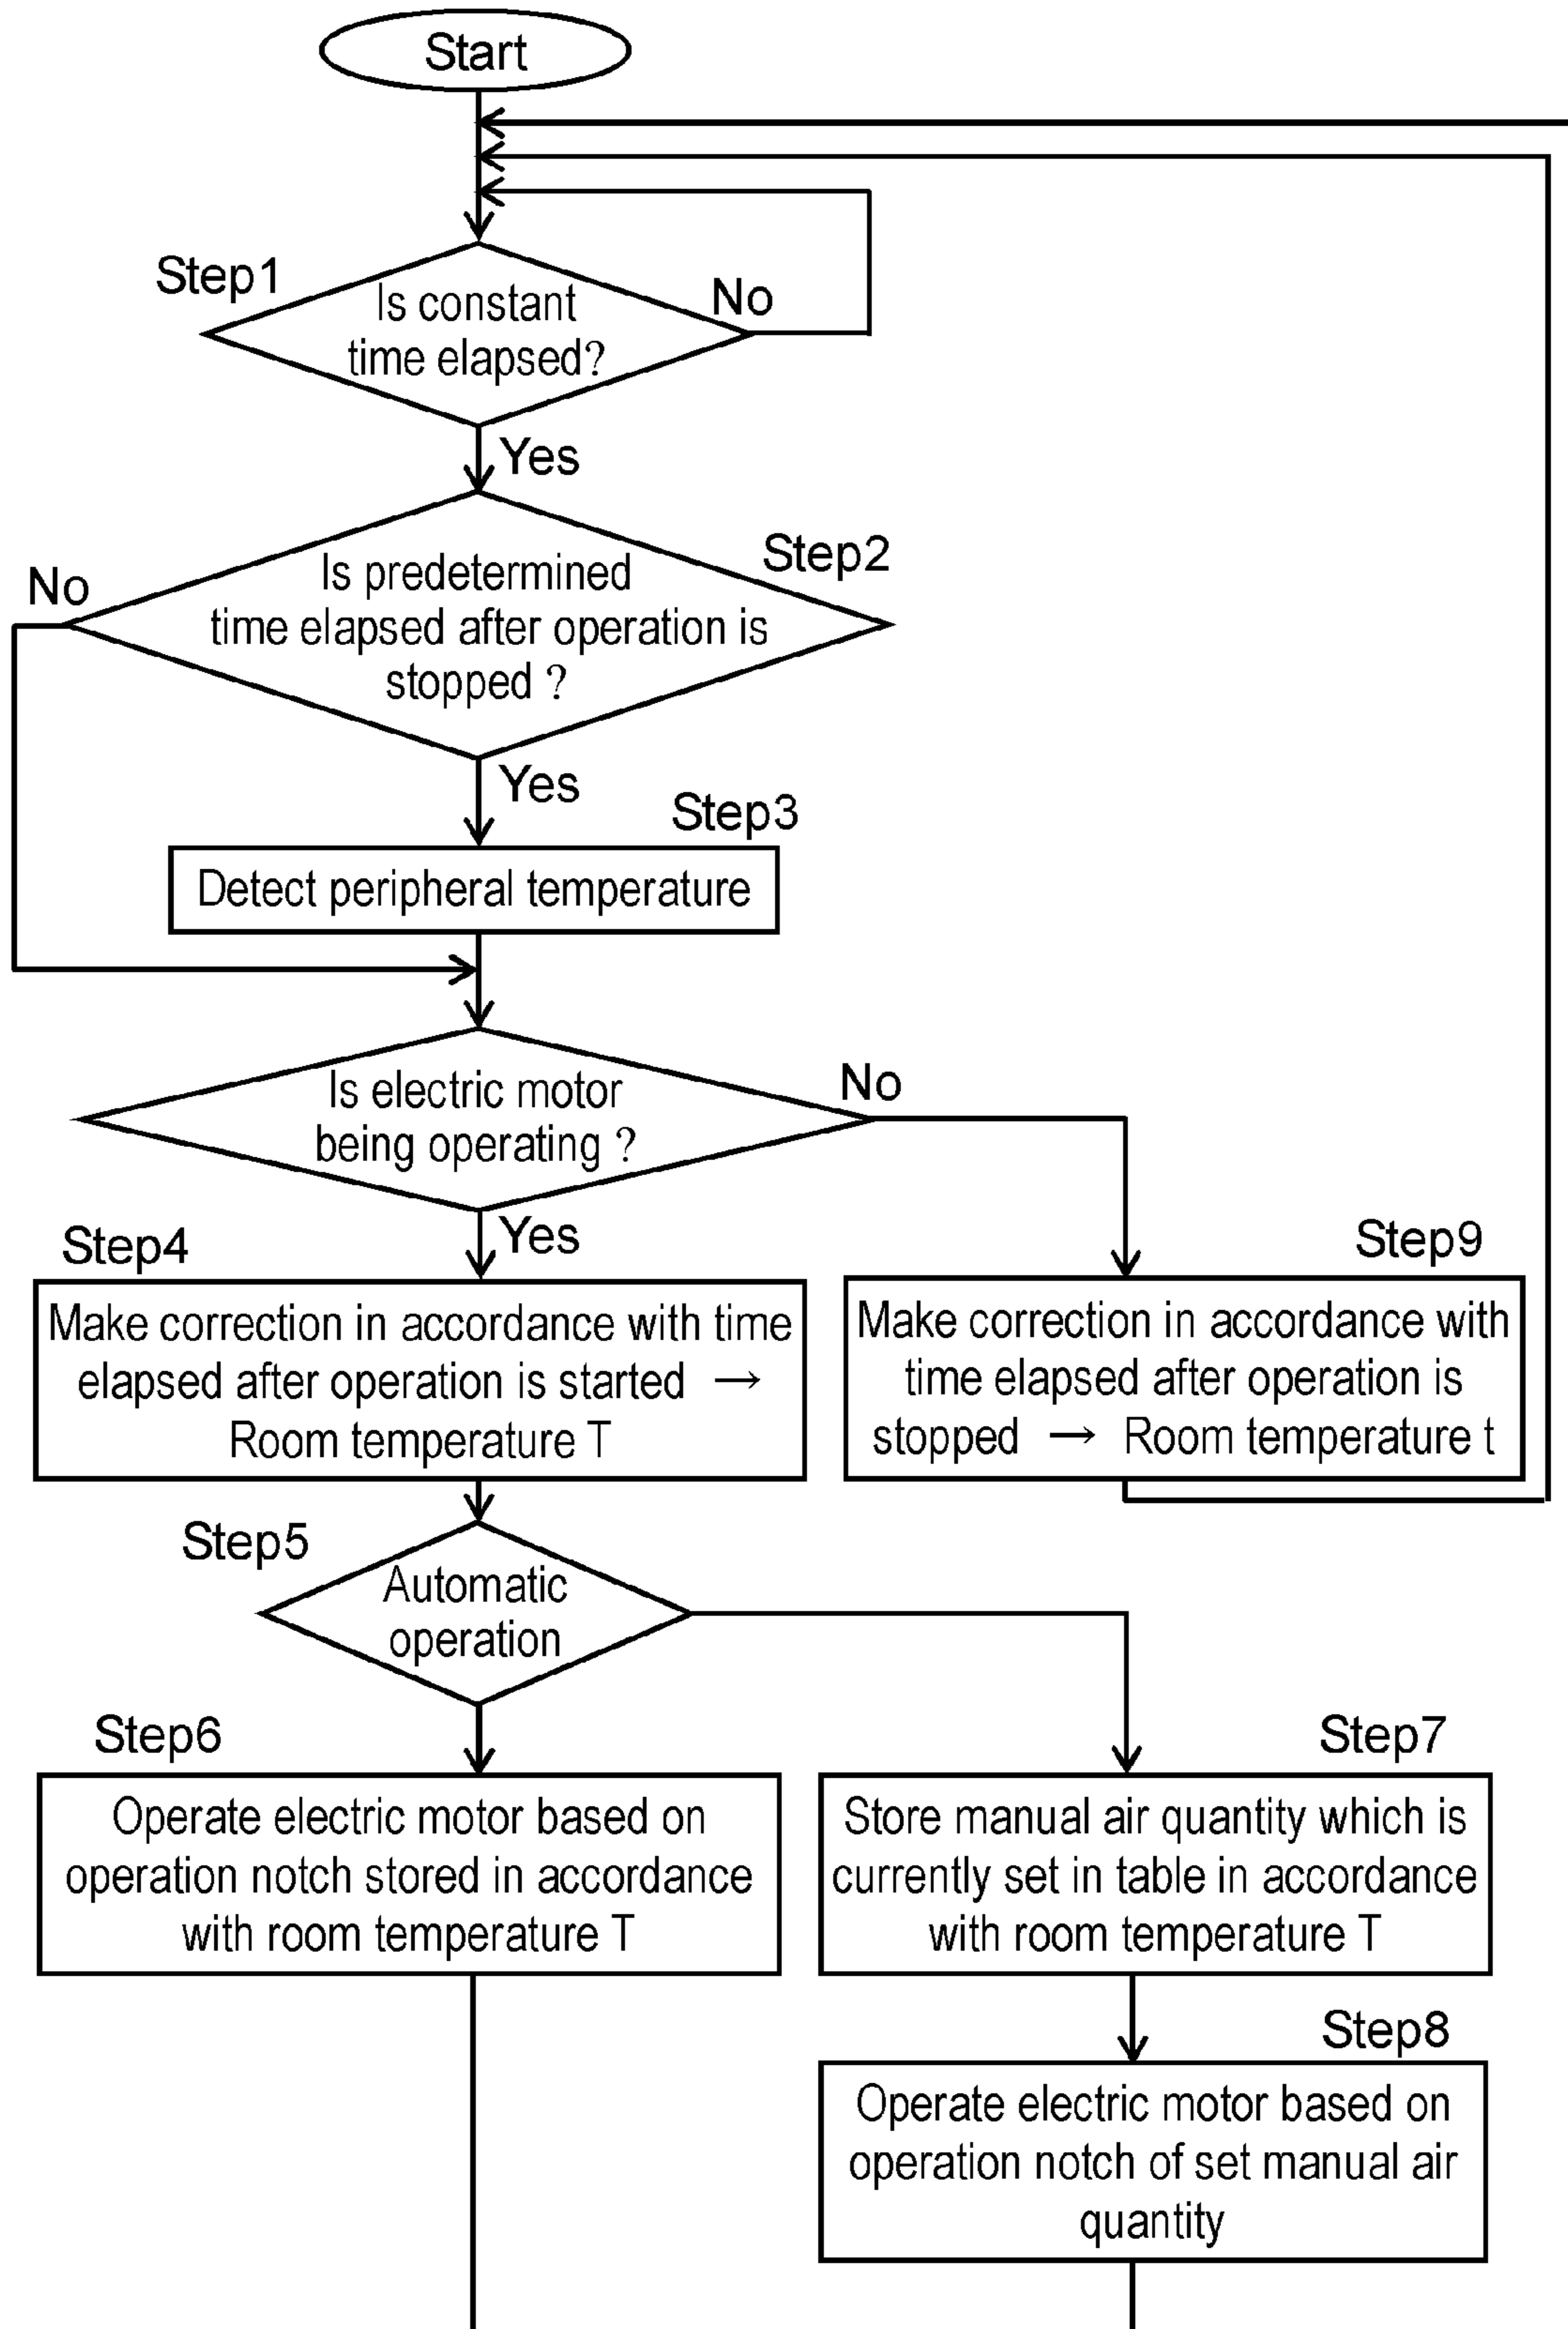 Start
Step1
Is constant
time elapsed?
No
Yes
Step2
Is predetermined
time elapsed after operation is
stopped ?
No
Yes
Step3
Detect peripheral temperature
Is electric motor
being operating ?
No
Yes
Step4
Make correction in accordance with time
elapsed after operation is started →
Room temperature T
Step9
Make correction in accordance with
time elapsed after operation is
stopped → Room temperature t
Step5
Automatic
operation
Step6
Operate electric motor based on
operation notch stored in accordance
with room temperature T
Step7
Store manual air quantity which is
currently set in table in accordance
with room temperature T
Step8
Operate electric motor based on
operation notch of set manual air
quantity